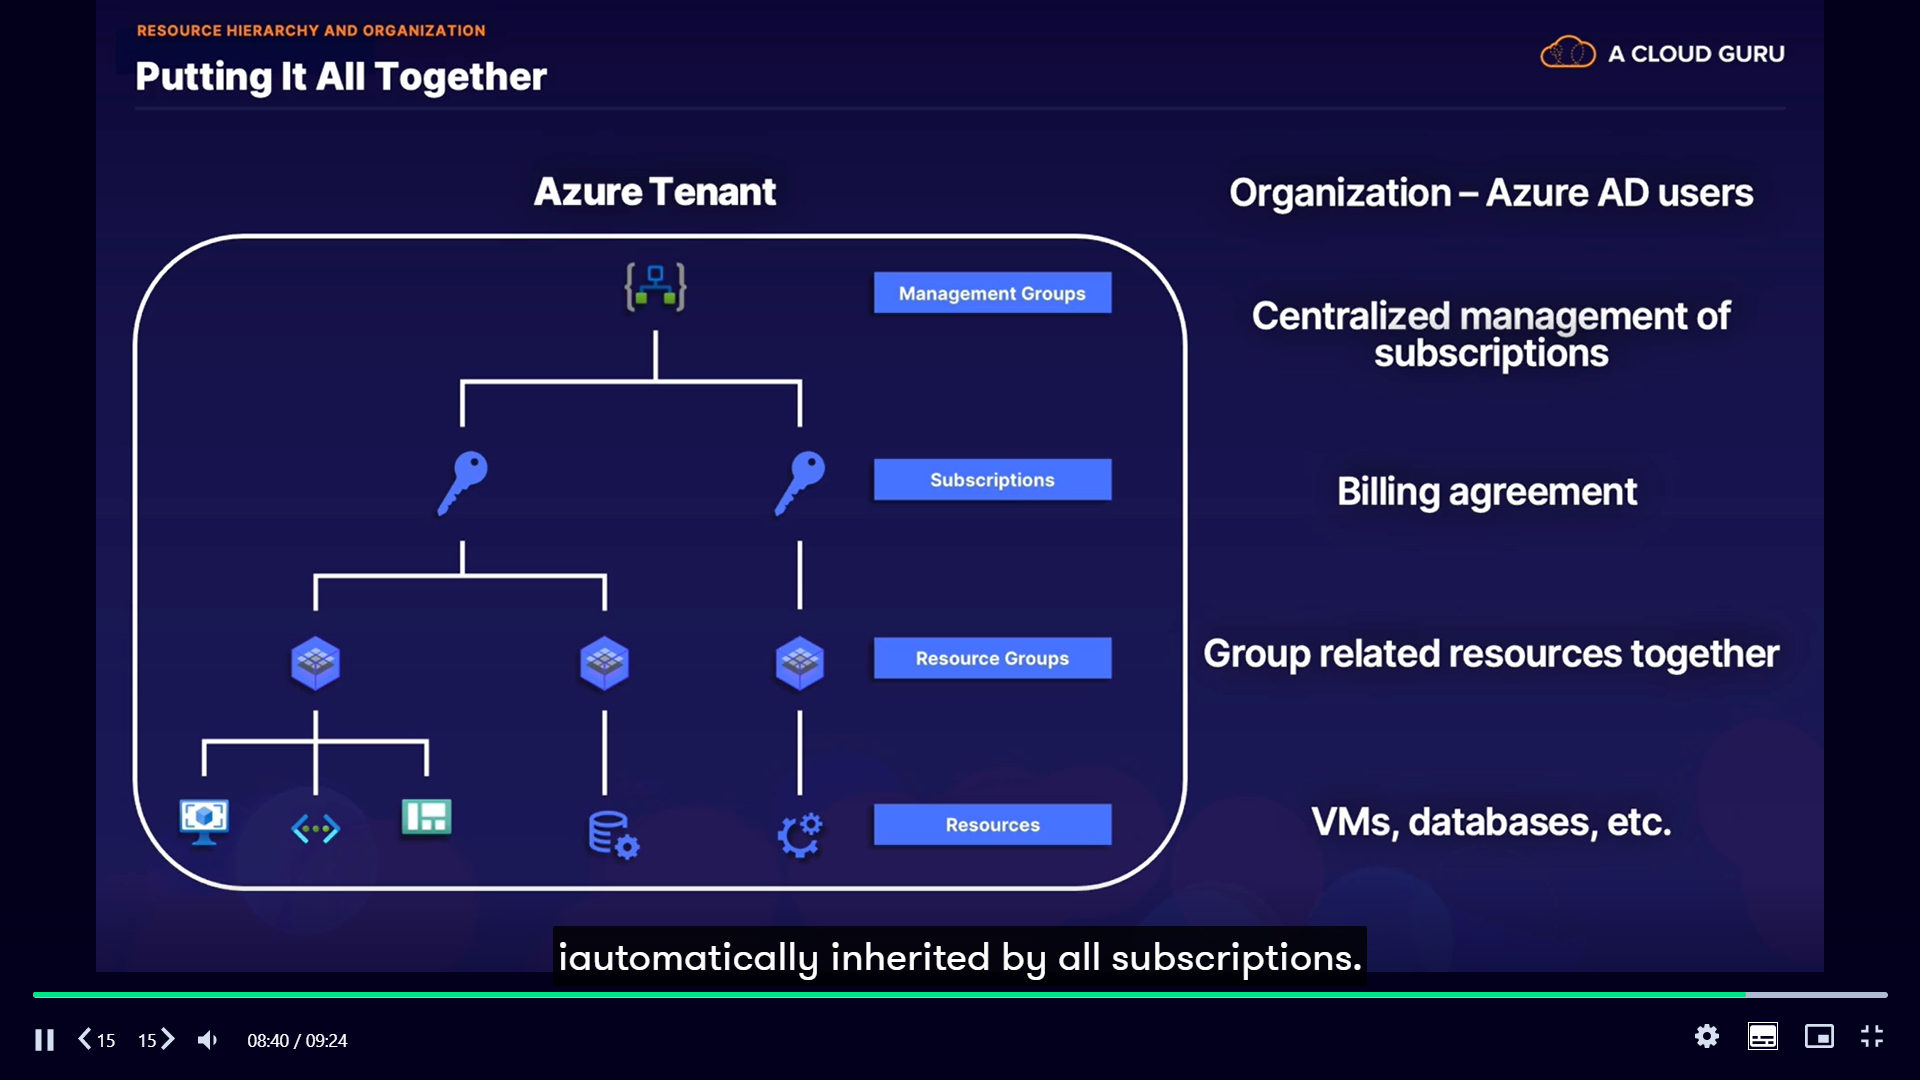 RESOURCE HIERARCHY AND ORGANIZATION
Putting It All Together
A CLOUD GURU
Azure Tenant
Organization – Azure AD users
Management Groups
Centralized management of
subscriptions
Subscriptions
Billing agreement
Resource Groups
Group related resources together
Resources
VMs, databases, etc.
iautomatically inherited by all subscriptions.
15
15
08:40 / 09:24